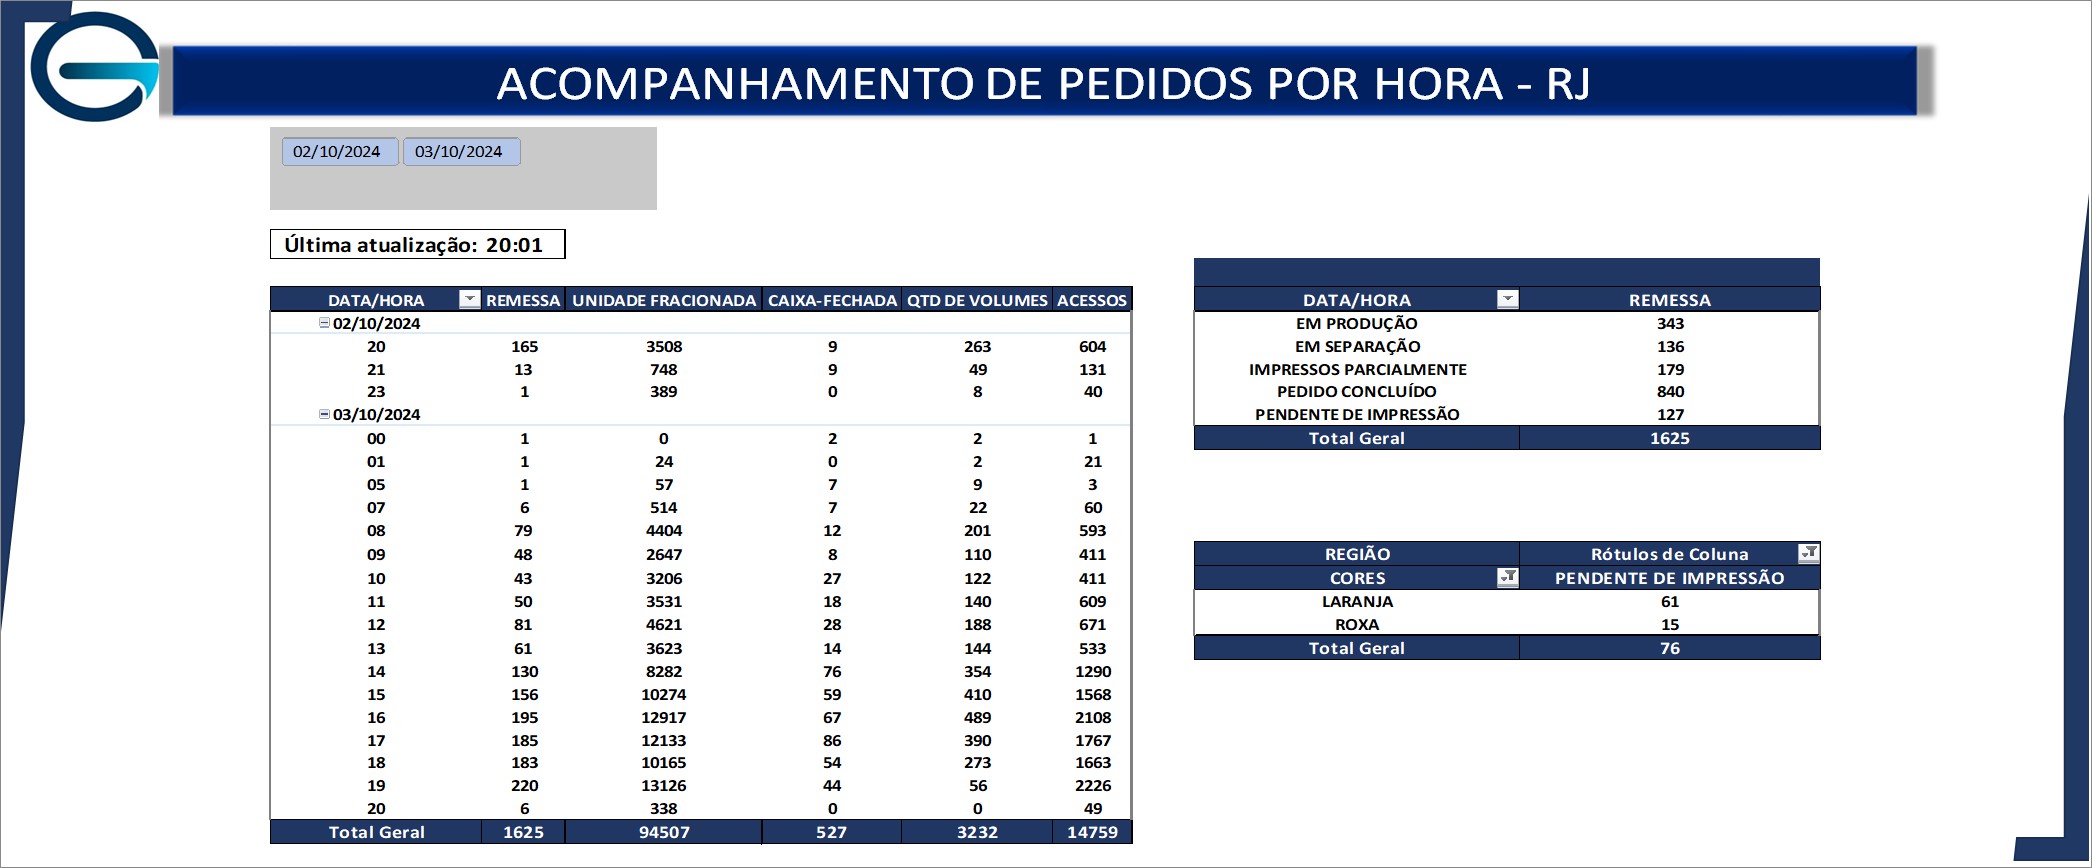 ACOMPANHAMENTO DE PEDIDOS POR HORA - RJ
02/10/2024 03/10/2024
Última atualização: 20:01
DATA/HORA REMESSA UNIDADE FRACIONADA CAIXA-FECHADA QTD DE VOLUMES ACESSOS
02/10/2024
20 165 3508 9 263 604
21 13 748 9 49 131
23 1 389 0 8 40
03/10/2024
00 1 0 2 2 1
01 1 24 0 2 21
05 1 57 7 9 3
07 6 514 7 22 60
08 79 4404 12 201 593
09 48 2647 8 110 411
10 43 3206 27 122 411
11 50 3531 18 140 609
12 81 4621 28 188 671
13 61 3623 14 144 533
14 130 8282 76 354 1290
15 156 10274 59 410 1568
16 195 12917 67 489 2108
17 185 12133 86 390 1767
18 183 10165 54 273 1663
19 220 13126 44 56 2226
20 6 338 0 0 49
Total Geral 1625 94507 527 3232 14759
DATA/HORA REMESSA
EM PRODUÇÃO 343
EM SEPARAÇÃO 136
IMPRESSOS PARCIALMENTE 179
PEDIDO CONCLUÍDO 840
PENDENTE DE IMPRESSÃO 127
Total Geral 1625
REGIÃO Rótulos de Coluna
CORES PENDENTE DE IMPRESSÃO
LARANJA 61
ROXA 15
Total Geral 76